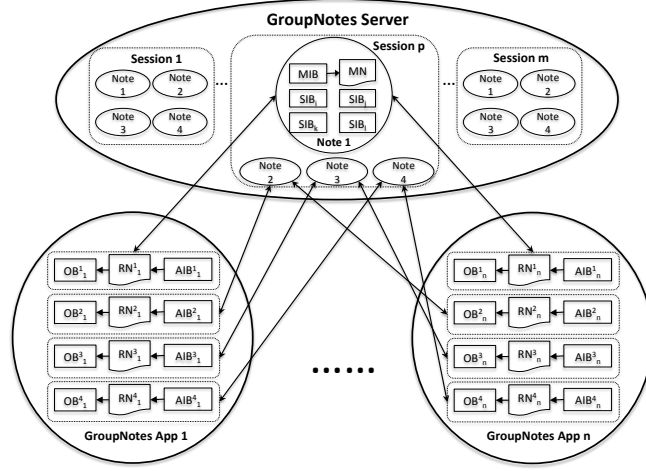 GroupNotes Server
Session 1
Note 1
Note 2
Note 3
Note 4
...
Session p
MIB
MN
SIBi
SIBj
SIBk
SIBl
Note 1
Note 2
Note 3
Note 4
...
Session m
Note 1
Note 2
Note 3
Note 4
OB¹₁ RN¹₁ AIB¹₁
OB²₁ RN²₁ AIB²₁
OB³₁ RN³₁ AIB³₁
OB⁴₁ RN⁴₁ AIB⁴₁
GroupNotes App 1
......
OB¹ₙ RN¹ₙ AIB¹ₙ
OB²ₙ RN²ₙ AIB²ₙ
OB³ₙ RN³ₙ AIB³ₙ
OB⁴ₙ RN⁴ₙ AIB⁴ₙ
GroupNotes App n